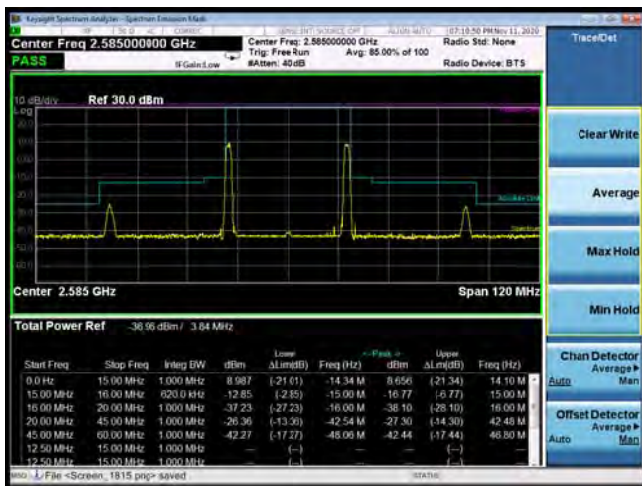 Keysight Spectrum Analyzer - Spectrum Emission Mask
RF 50 Ω AC CORREC SENSE:INT SOURCE OFF ALIGN AUTO 07:10:50 PM Nov 11, 2020
Center Freq 2.585000000 GHz
Center Freq: 2.585000000 GHz
Radio Std: None
Trig: Free Run Avg: 85.00% of 100
PASS
IFGain:Low
#Atten: 40dB
Radio Device: BTS
Trace/Det
10 dB/div Ref 30.0 dBm
Log
Clear Write
Average
Max Hold
Min Hold
Center 2.585 GHz
Span 120 MHz
Total Power Ref -36.96 dBm / 3.84 MHz
Lower <-Peak-> Upper
Start Freq Stop Freq Integ BW dBm ΔLim(dB) Freq (Hz) dBm ΔLim(dB) Freq (Hz)
0.0 Hz 15.00 MHz 1.000 MHz 8.987 (-21.01) -14.34 M 8.656 (-21.34) 14.10 M
15.00 MHz 16.00 MHz 620.0 kHz -12.85 (-2.85) -15.00 M -16.77 (-6.77) 15.00 M
16.00 MHz 20.00 MHz 1.000 MHz -37.23 (-27.23) -16.00 M -38.10 (-28.10) 16.00 M
20.00 MHz 45.00 MHz 1.000 MHz -26.36 (-13.36) -42.54 M -27.30 (-14.30) 42.48 M
45.00 MHz 60.00 MHz 1.000 MHz -42.27 (-17.27) -46.06 M -42.44 (-17.44) 46.80 M
12.50 MHz 15.00 MHz 1.000 MHz --- (---) --- --- (---) ---
12.50 MHz 15.00 MHz 1.000 MHz --- (---) --- --- (---) ---
Chan Detector
Average
Auto Man
Offset Detector
Average
Auto Man
MSG File <Screen_1815.png> saved
STATUS